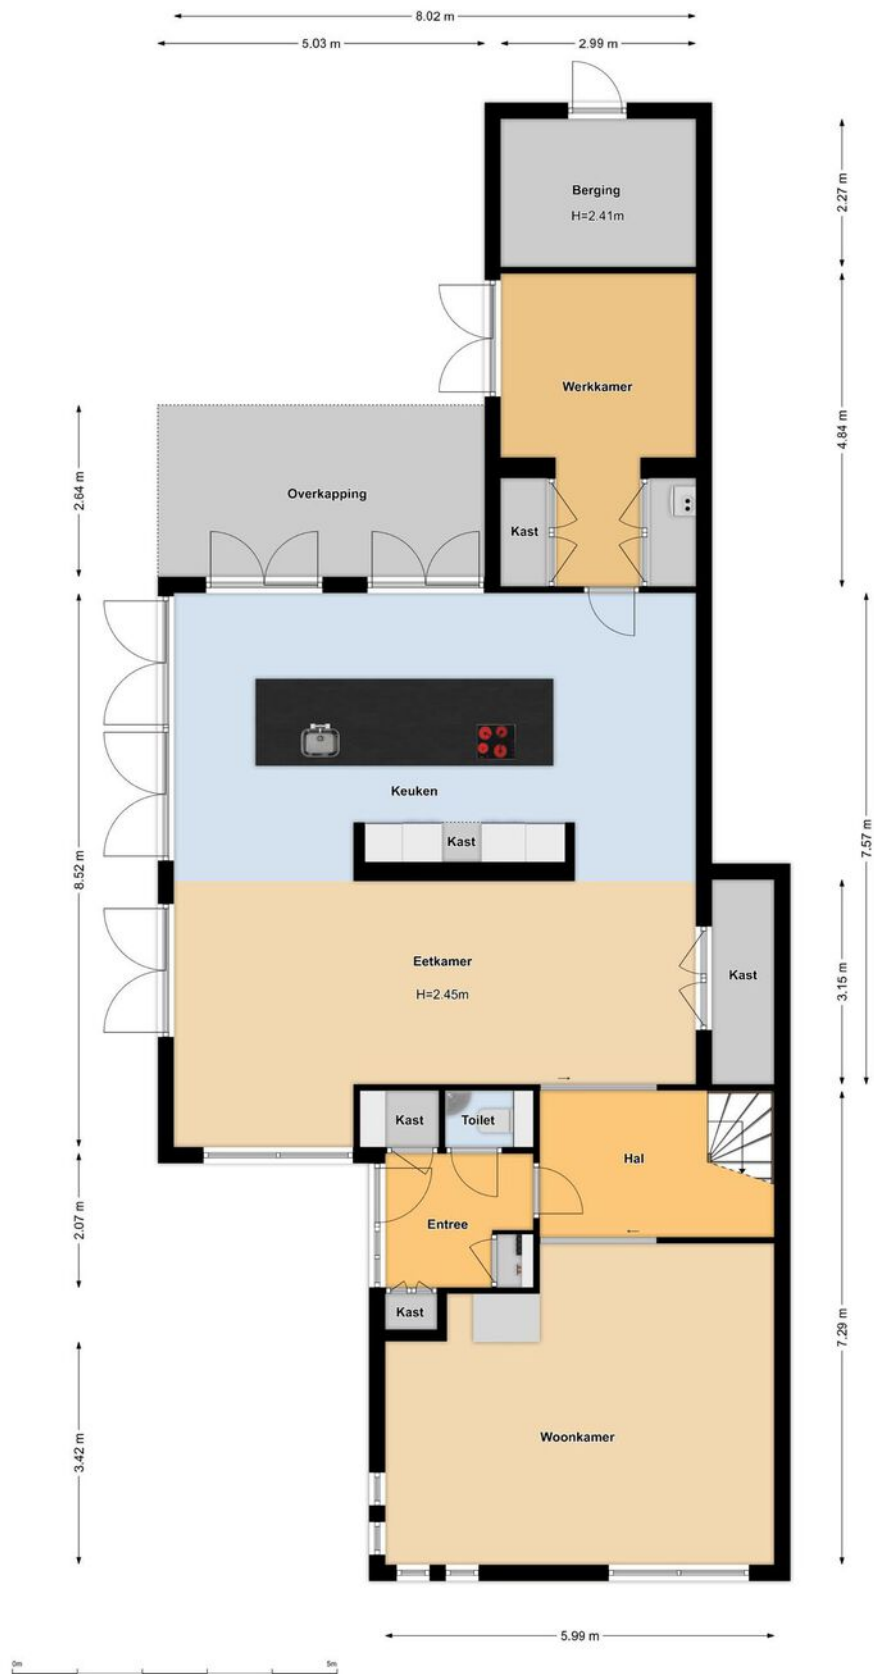 8.02 m
5.03 m
2.99 m
Berging
H=2.41m
2.27 m
Werkkamer
4.84 m
2.64 m
Overkapping
Kast
Keuken
Kast
7.57 m
8.52 m
Eetkamer
H=2.45m
Kast
3.15 m
Kast
Toilet
Hal
Entree
2.07 m
Kast
7.29 m
Woonkamer
3.42 m
5.99 m
0m
5m